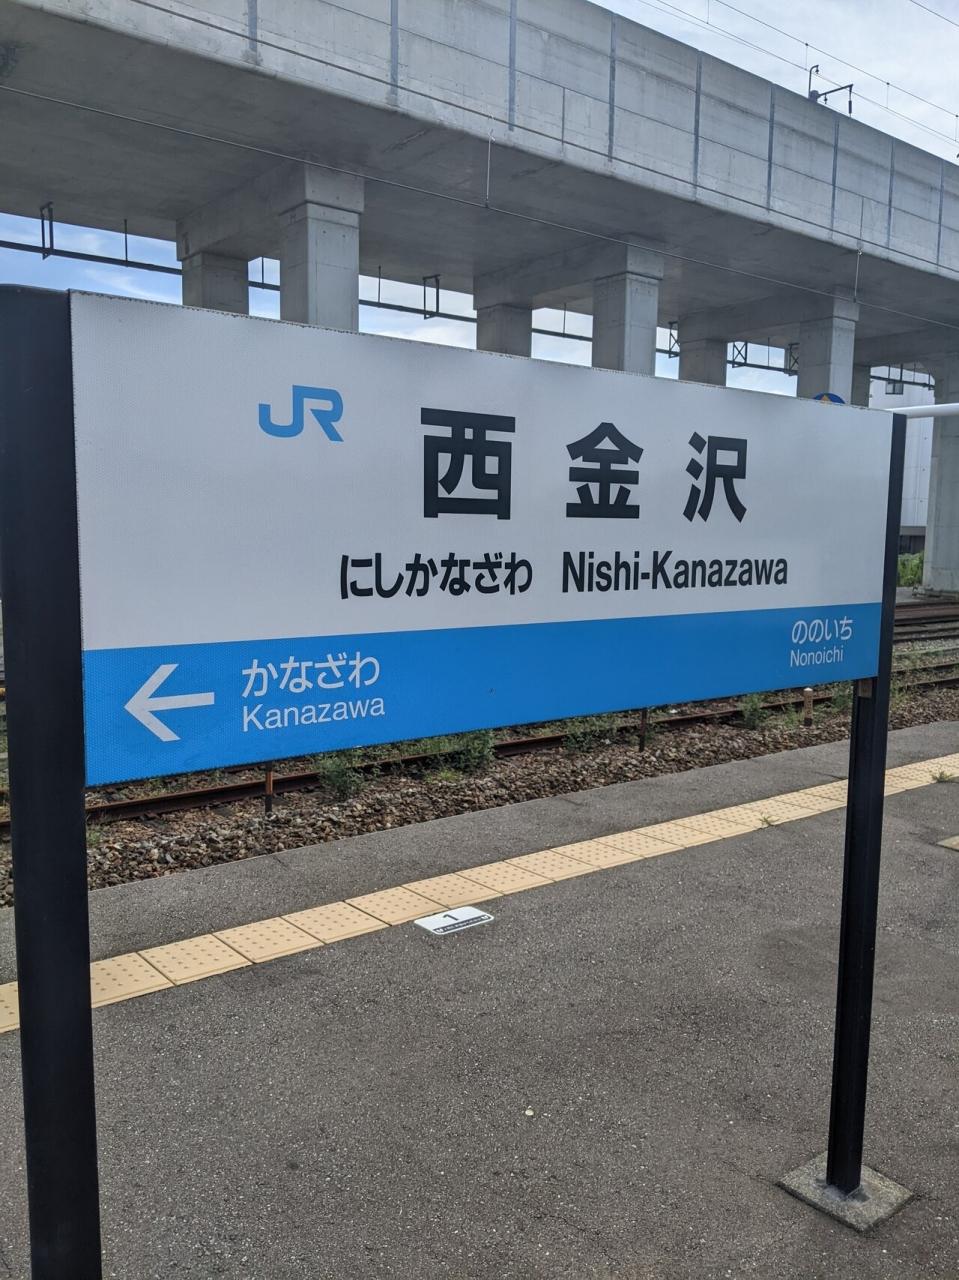 JR
西金沢
にしかなざわ Nishi-Kanazawa
← かなざわ
Kanazawa
ののいち
Nonoichi
1